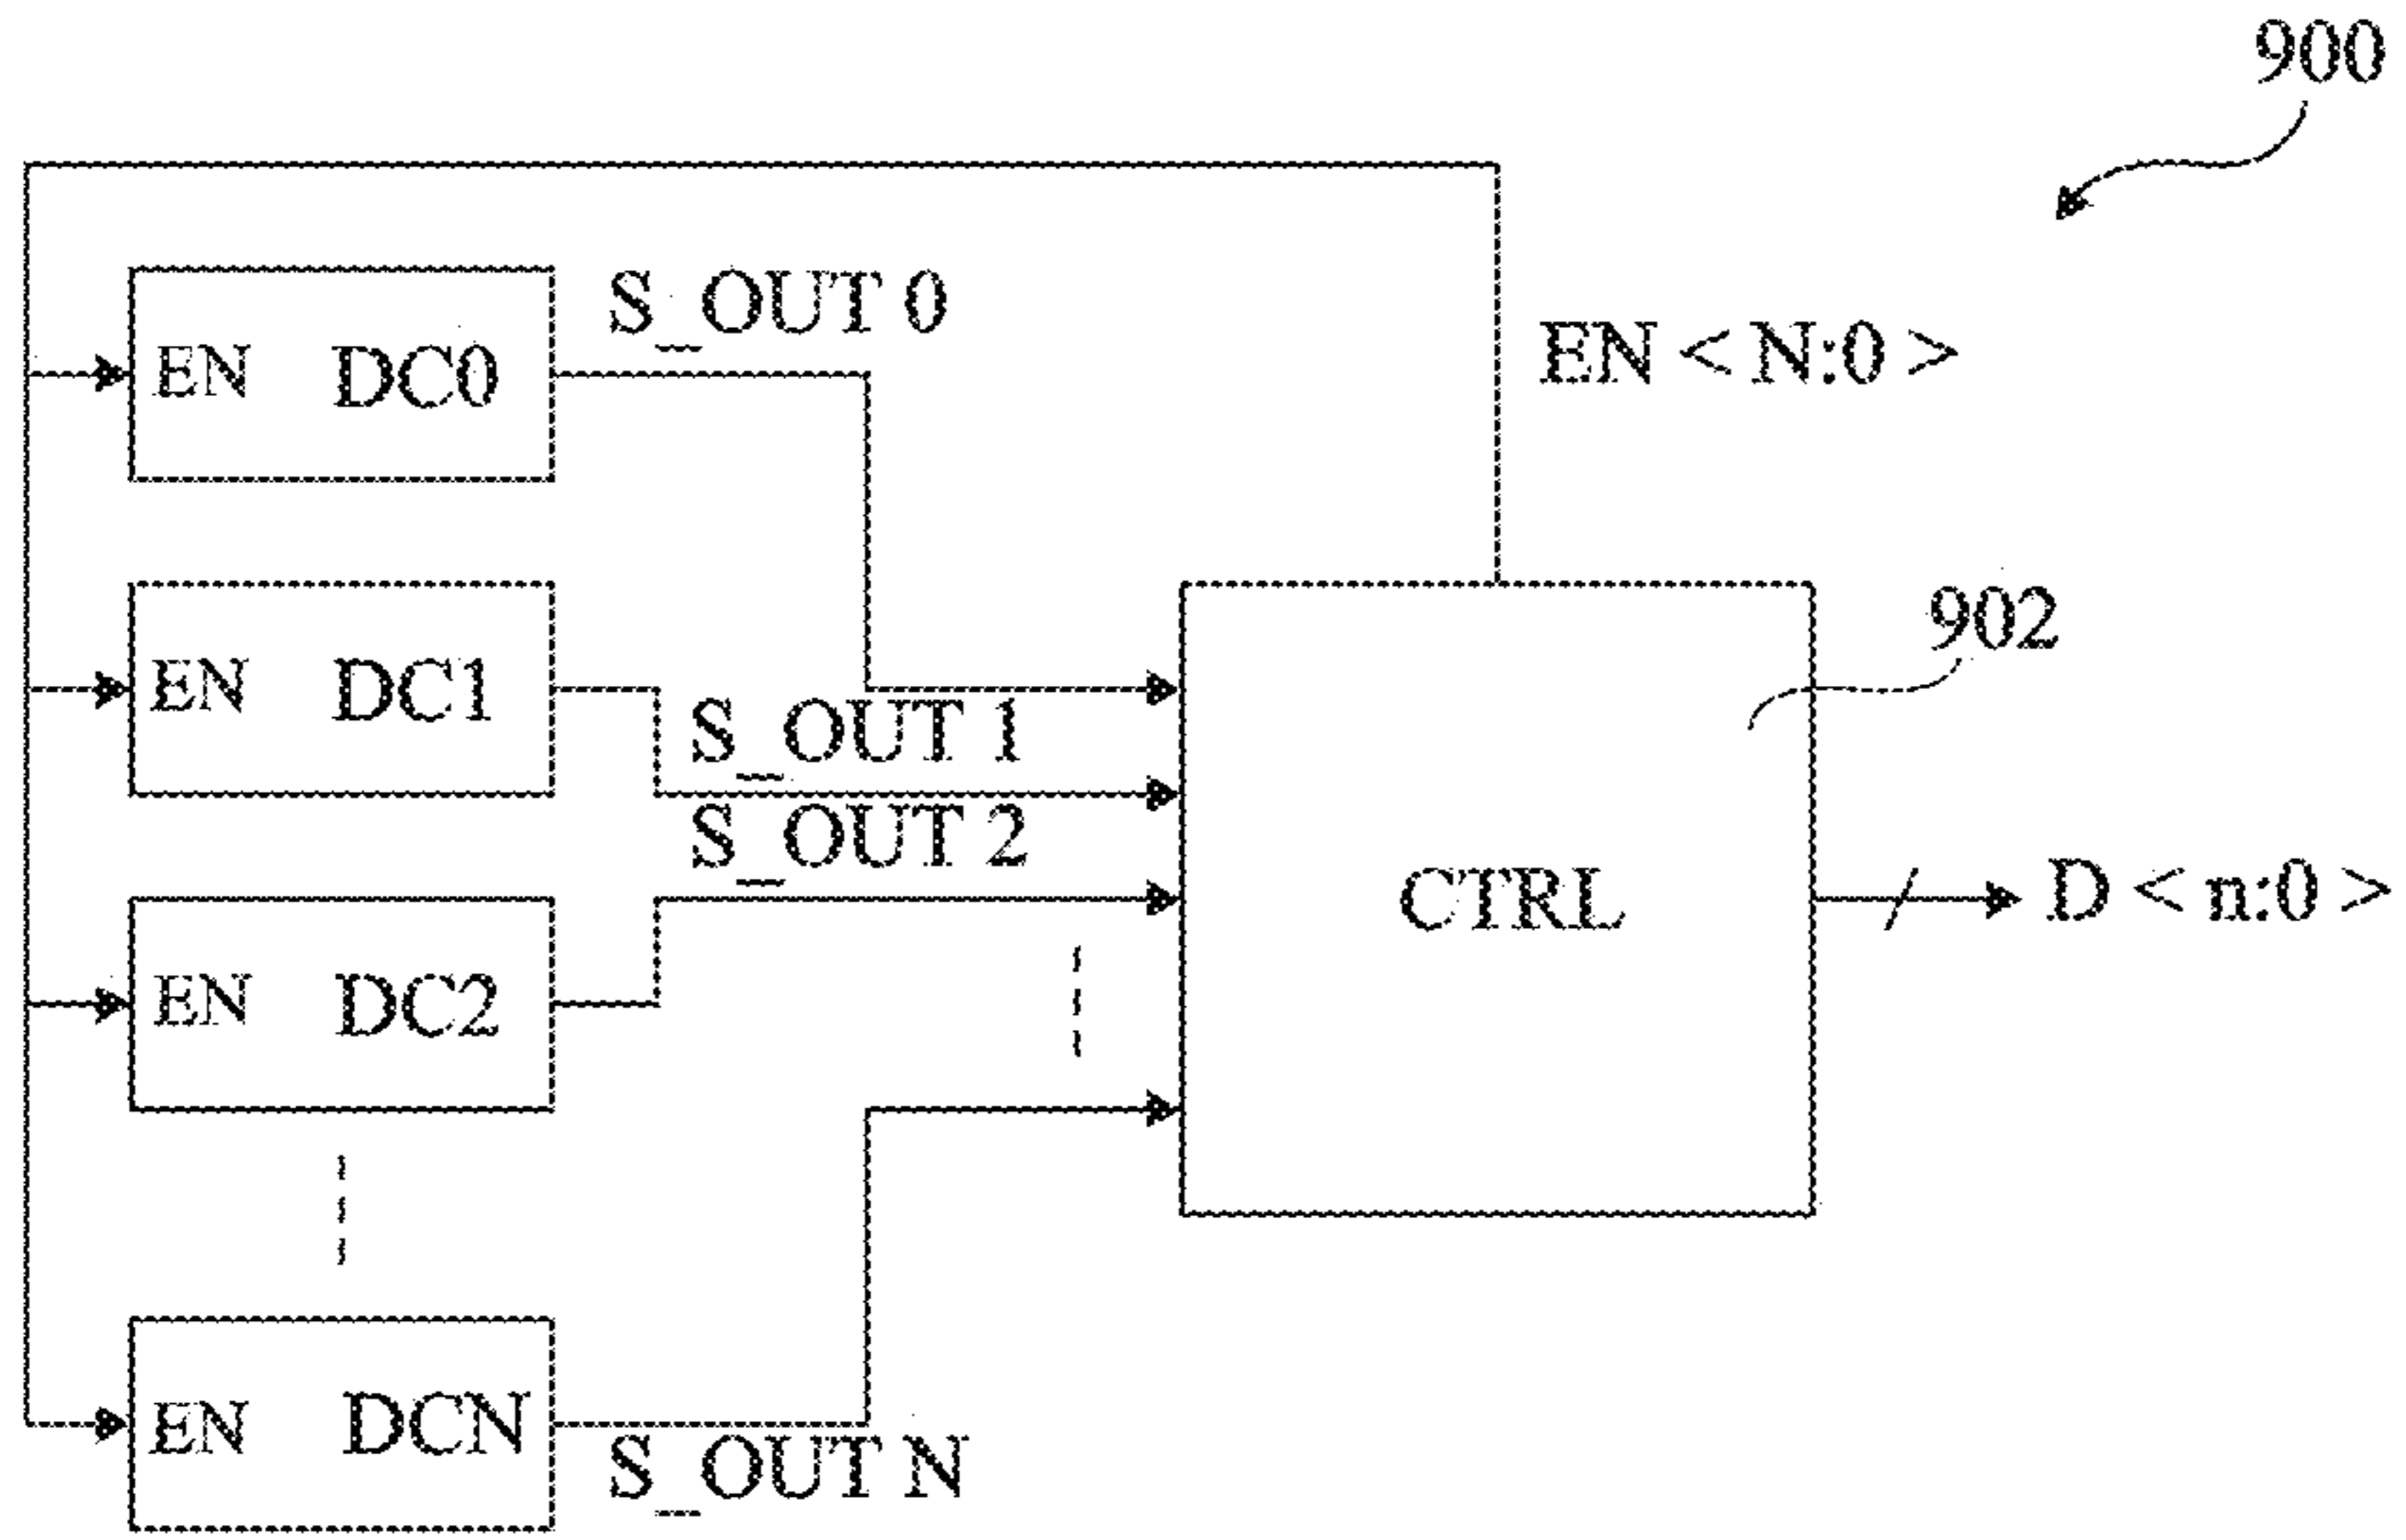 900
S_OUT 0
EN < N:0 >
EN DC0
902
EN DC1
S_OUT 1
S_OUT 2
CTRL
D < n:0 >
EN DC2
EN DCN
S_OUT N